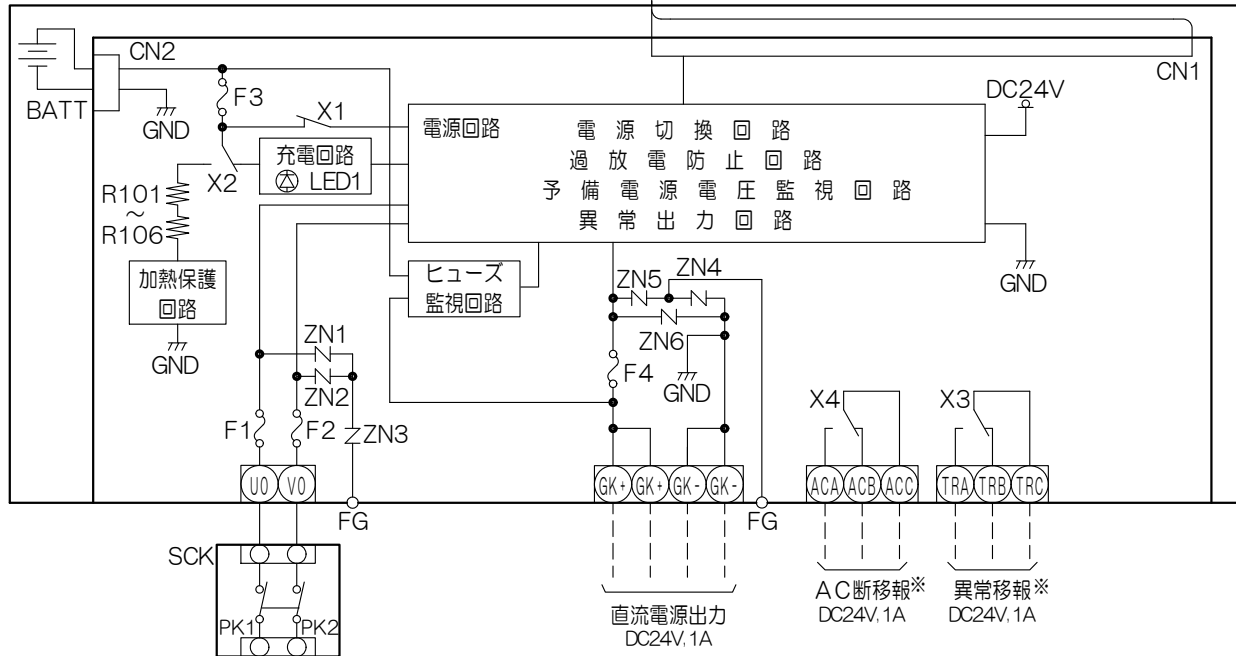 CN2
CN1
BATT
GND
F3
X1
DC24V
電源回路
電源切換回路
過放電防止回路
予備電源電圧監視回路
異常出力回路
充電回路
LED1
X2
R101
～
R106
加熱保護
回路
GND
ヒューズ
監視回路
ZN5
ZN4
ZN6
GND
GND
ZN1
ZN2
ZN3
F1
F2
F4
X4
X3
U0
V0
FG
GK+
GK+
GK-
GK-
FG
ACA
ACB
ACC
TRA
TRB
TRC
SCK
PK1
PK2
直流電源出力
DC24V,1A
AC断移報※
DC24V,1A
異常移報※
DC24V,1A